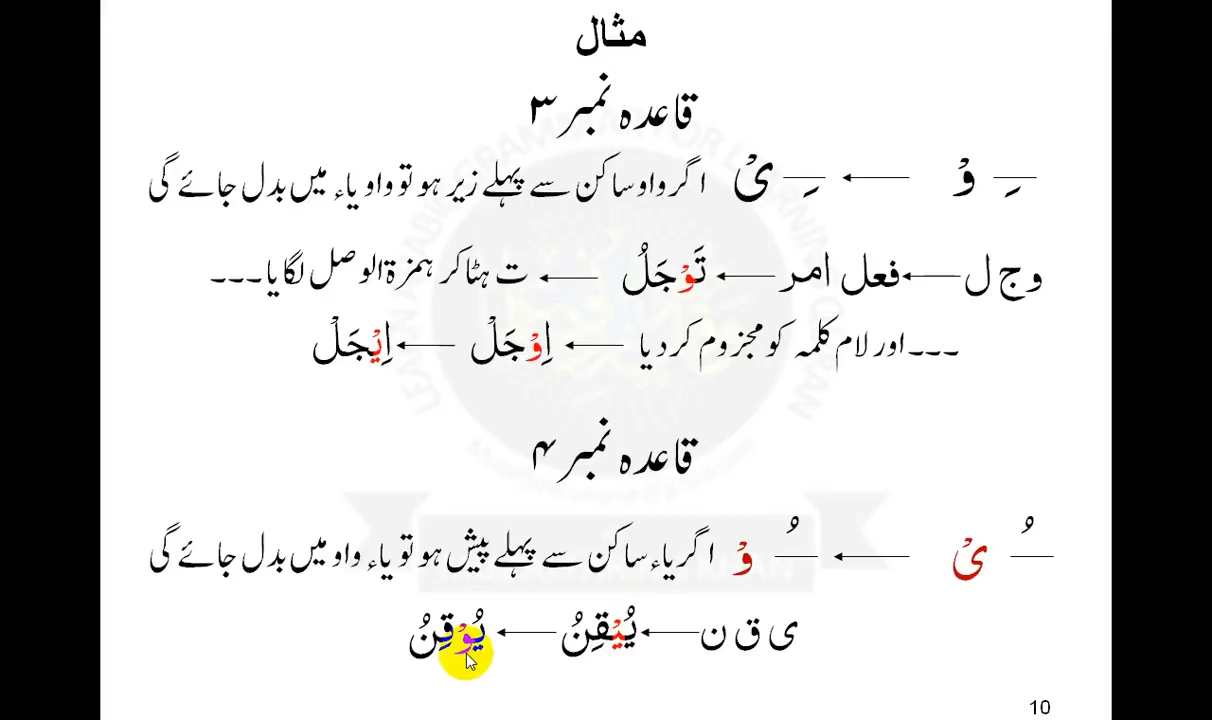 مثال
قاعدہ نمبر ۳
ـِـ وْ ← ـِـ یْ اگر واو ساکن سے پہلے زیر ہو تو واو یاء میں بدل جائے گی
و ج ل ← فعل امر ← تَوْجَلُ ← ت ہٹا کر ہمزۃ الوصل لگایا۔۔۔
۔۔۔اور لام کلمہ کو مجزوم کر دیا ← اِوْجَلْ ← اِیْجَلْ
قاعدہ نمبر ۴
ـُـ یْ ← ـُـ وْ اگر یاء ساکن سے پہلے پیش ہو تو یاء واو میں بدل جائے گی
ی ق ن ← یُیْقِنُ ← یُوْقِنُ
10